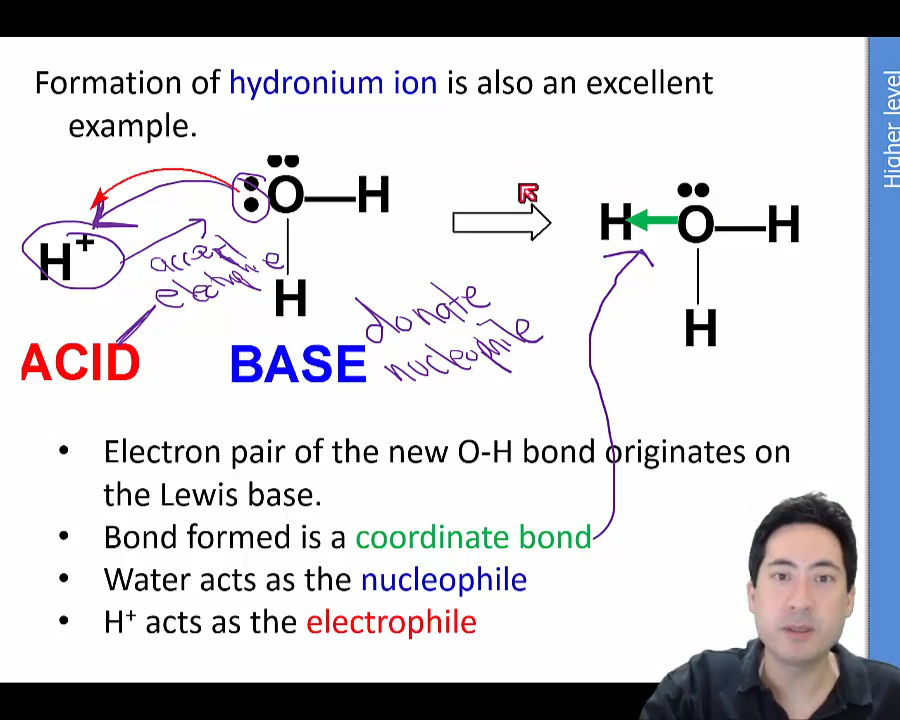 Formation of hydronium ion is also an excellent
example.
Higher level
H+
O H
H
accept
electrophile
donate
nucleophile
ACID
BASE
H O H
H
• Electron pair of the new O-H bond originates on
the Lewis base.
• Bond formed is a coordinate bond
• Water acts as the nucleophile
• H+ acts as the electrophile